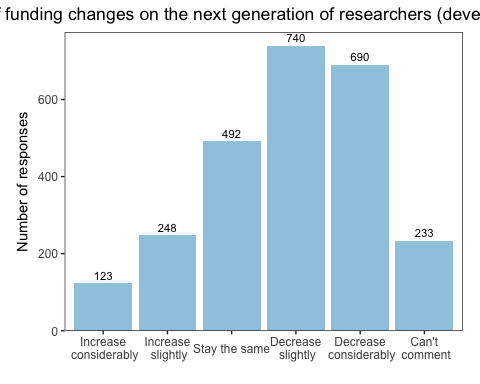 funding changes on the next generation of researchers (deve
740
690
600
492
Number of responses
400
248
233
200
123
0
Increase considerably
Increase slightly
Stay the same
Decrease slightly
Decrease considerably
Can't comment